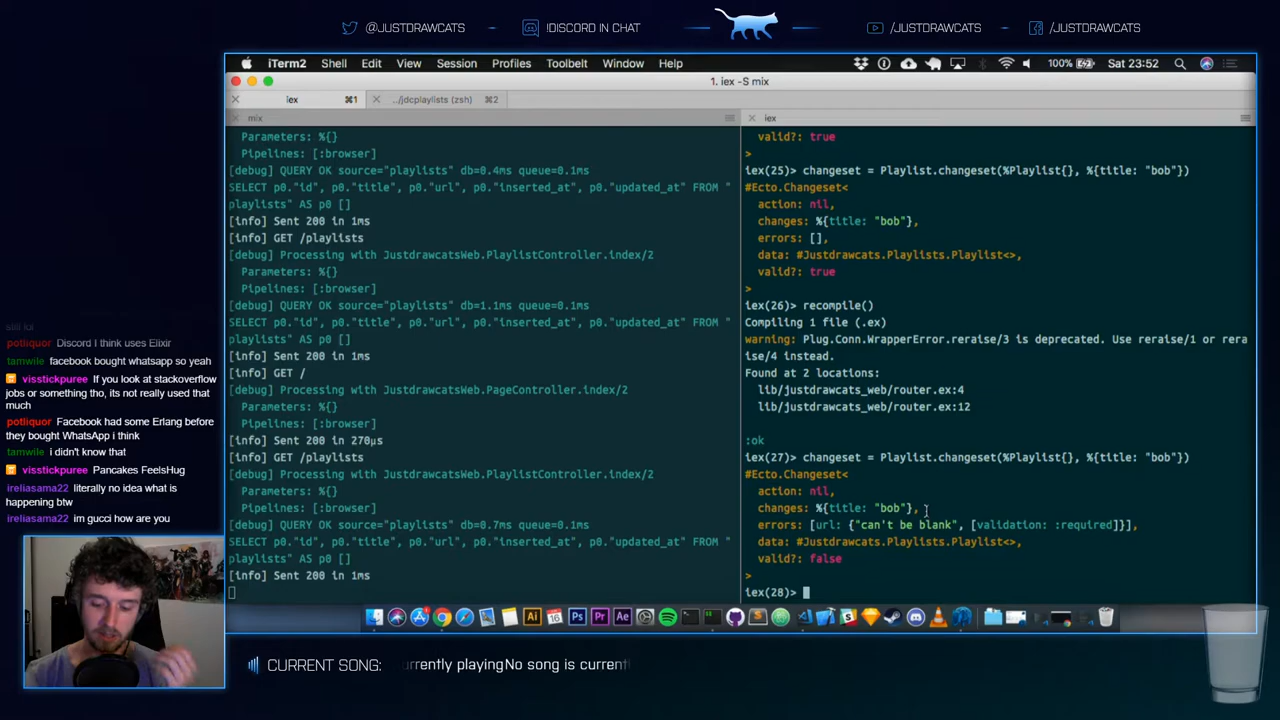 @JUSTDRAWCATS
!DISCORD IN CHAT
/JUSTDRAWCATS
/JUSTDRAWCATS
iTerm2 Shell Edit View Session Profiles Toolbelt Window Help
100% Sat 23:52
1. iex -S mix
iex ⌘1
../jdcplaylists (zsh) ⌘2
mix
Parameters: %{}
Pipelines: [:browser]
[debug] QUERY OK source="playlists" db=0.4ms queue=0.1ms
SELECT p0."id", p0."title", p0."url", p0."inserted_at", p0."updated_at" FROM "
playlists" AS p0 []
[info] Sent 200 in 1ms
[info] GET /playlists
[debug] Processing with JustdrawcatsWeb.PlaylistController.index/2
Parameters: %{}
Pipelines: [:browser]
[debug] QUERY OK source="playlists" db=1.1ms queue=0.1ms
SELECT p0."id", p0."title", p0."url", p0."inserted_at", p0."updated_at" FROM "
playlists" AS p0 []
[info] Sent 200 in 1ms
[info] GET /
[debug] Processing with JustdrawcatsWeb.PageController.index/2
Parameters: %{}
Pipelines: [:browser]
[info] Sent 200 in 270µs
[info] GET /playlists
[debug] Processing with JustdrawcatsWeb.PlaylistController.index/2
Parameters: %{}
Pipelines: [:browser]
[debug] QUERY OK source="playlists" db=0.7ms queue=0.1ms
SELECT p0."id", p0."title", p0."url", p0."inserted_at", p0."updated_at" FROM "
playlists" AS p0 []
[info] Sent 200 in 1ms
iex
valid?: true
>
iex(25)> changeset = Playlist.changeset(%Playlist{}, %{title: "bob"})
#Ecto.Changeset<
action: nil,
changes: %{title: "bob"},
errors: [],
data: #Justdrawcats.Playlists.Playlist<>,
valid?: true
>
iex(26)> recompile()
Compiling 1 file (.ex)
warning: Plug.Conn.WrapperError.reraise/3 is deprecated. Use reraise/1 or rera
ise/4 instead.
Found at 2 locations:
lib/justdrawcats_web/router.ex:4
lib/justdrawcats_web/router.ex:12
:ok
iex(27)> changeset = Playlist.changeset(%Playlist{}, %{title: "bob"})
#Ecto.Changeset<
action: nil,
changes: %{title: "bob"},
errors: [url: {"can't be blank", [validation: :required]}],
data: #Justdrawcats.Playlists.Playlist<>,
valid?: false
>
iex(28)>
potliquor Discord I think uses Elixir
tamwile facebook bought whatsapp so yeah
visstickpuree If you look at stackoverflow
jobs or something tho, its not really used that
much
potliquor Facebook had some Erlang before
they bought WhatsApp i think
tamwile i didn't know that
visstickpuree Pancakes FeelsHug
ireliasama22 literally no idea what is
happening btw
ireliasama22 im gucci how are you
CURRENT SONG:
urrently playingNo song is current